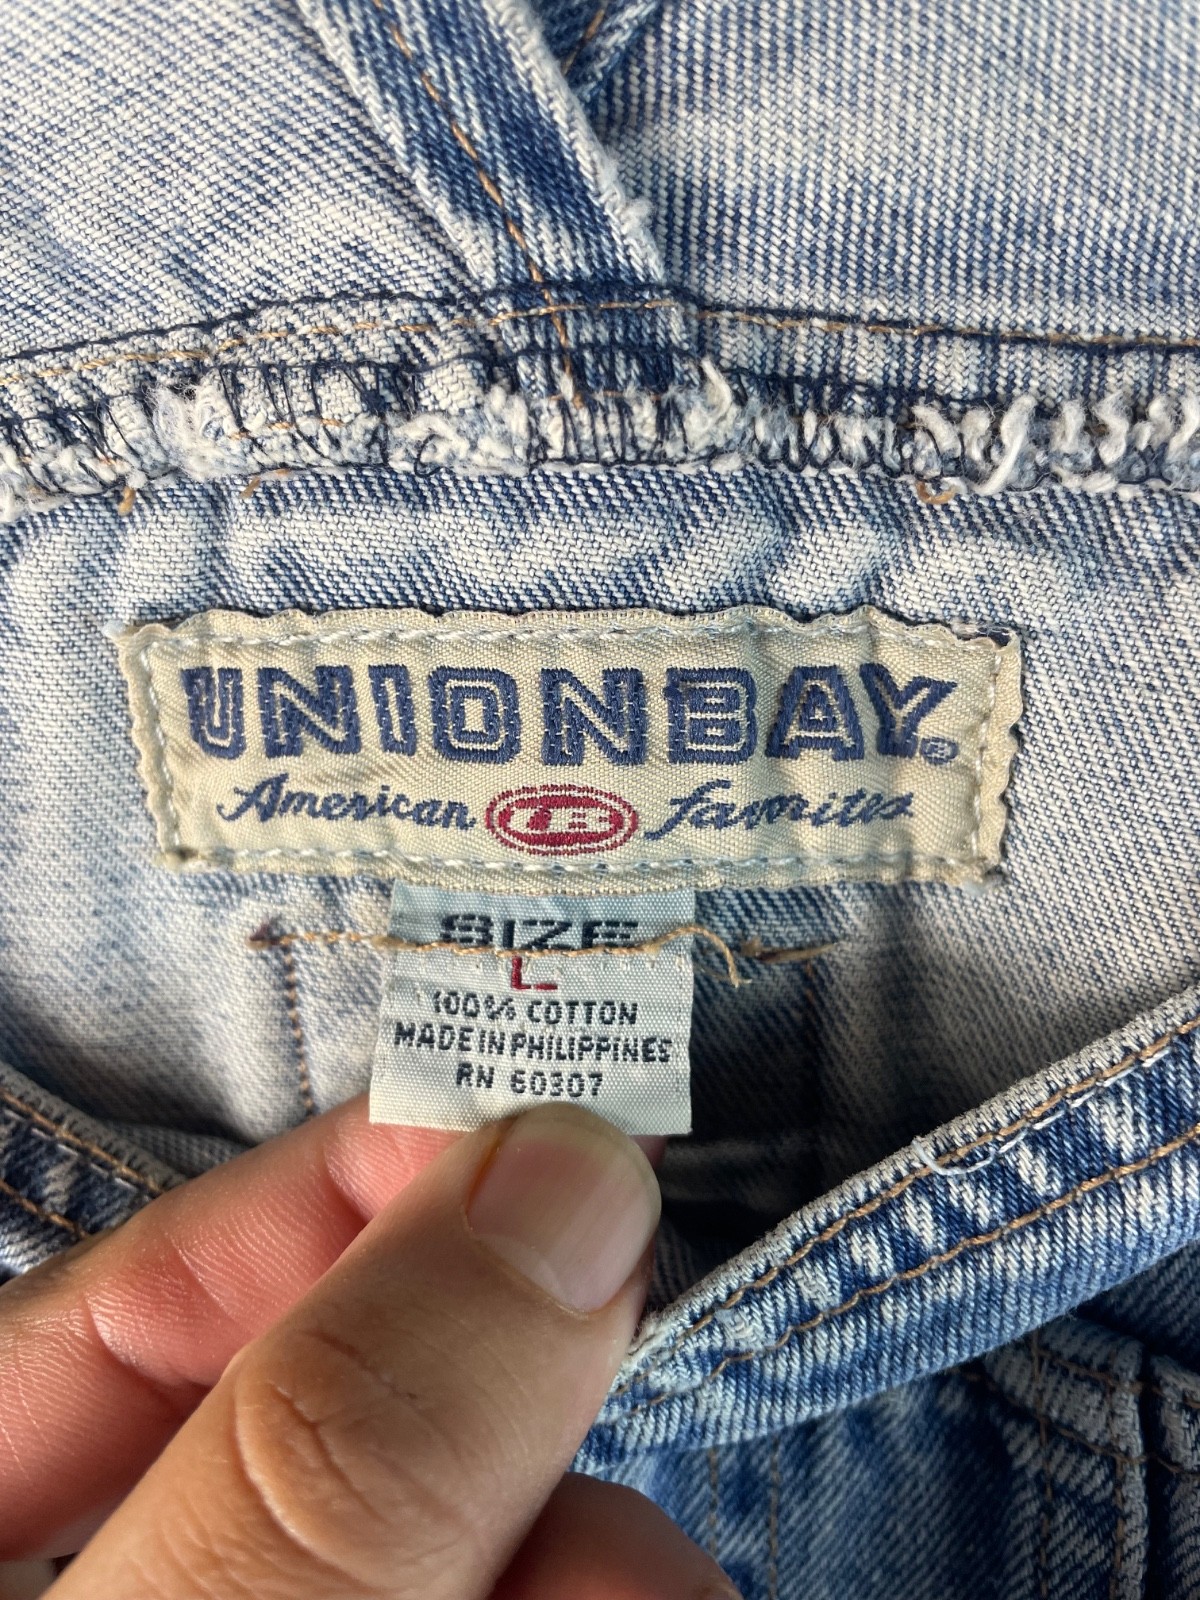 UNIONBAY®
American UB favorites
SIZE
L
100% COTTON
MADE IN PHILIPPINES
RN 60307